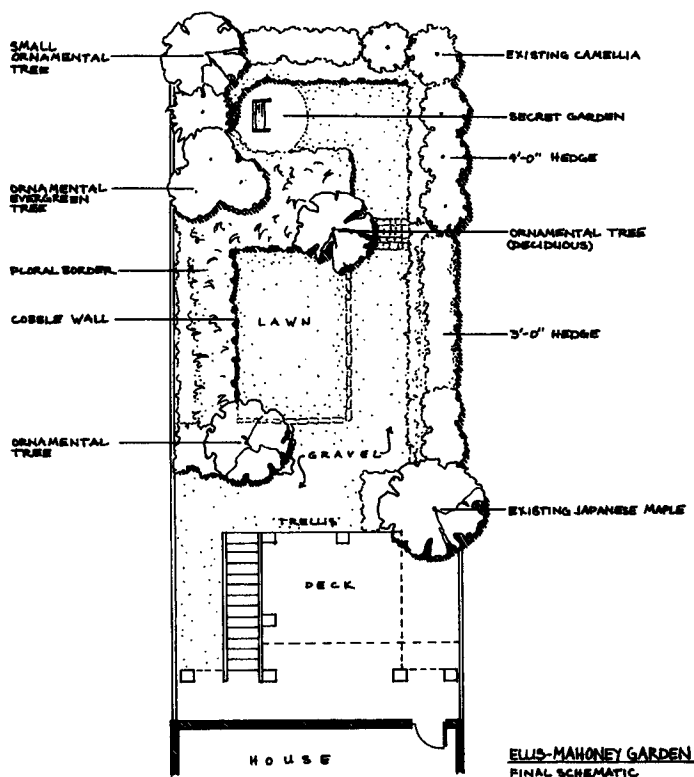 SMALL
ORNAMENTAL
TREE
EXISTING CAMELLIA
SECRET GARDEN
4'-0" HEDGE
ORNAMENTAL
EVERGREEN
TREE
ORNAMENTAL TREE
(DECIDUOUS)
FLORAL BORDER
COBBLE WALL
LAWN
3'-0" HEDGE
ORNAMENTAL
TREE
GRAVEL
EXISTING JAPANESE MAPLE
TRELLIS
DECK
HOUSE
ELLIS-MAHONEY GARDEN
FINAL SCHEMATIC